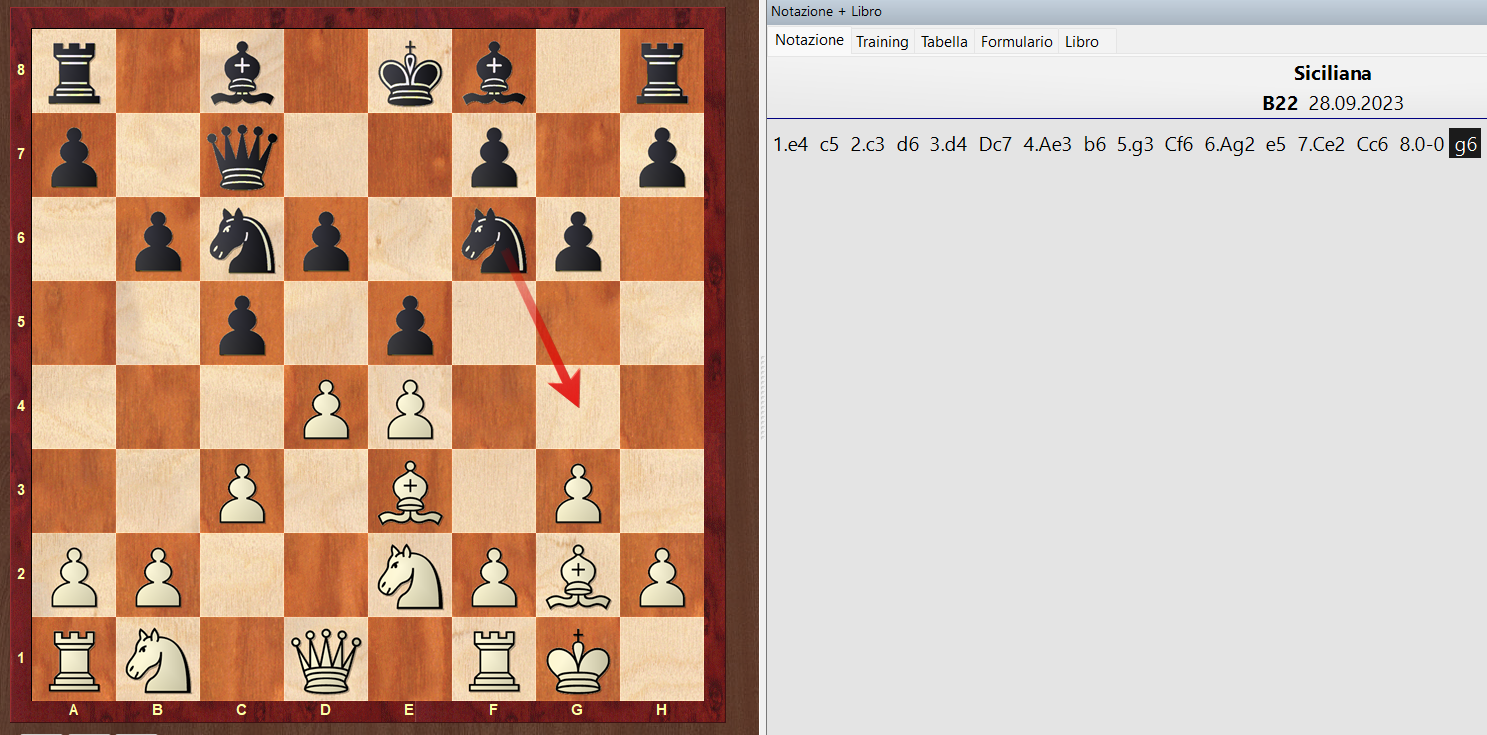 Notazione + Libro
Notazione Training Tabella Formulario Libro
Siciliana
B22 28.09.2023
1.e4 c5 2.c3 d6 3.d4 Dc7 4.Ae3 b6 5.g3 Cf6 6.Ag2 e5 7.Ce2 Cc6 8.0-0 g6
8
7
6
5
4
3
2
1
A B C D E F G H